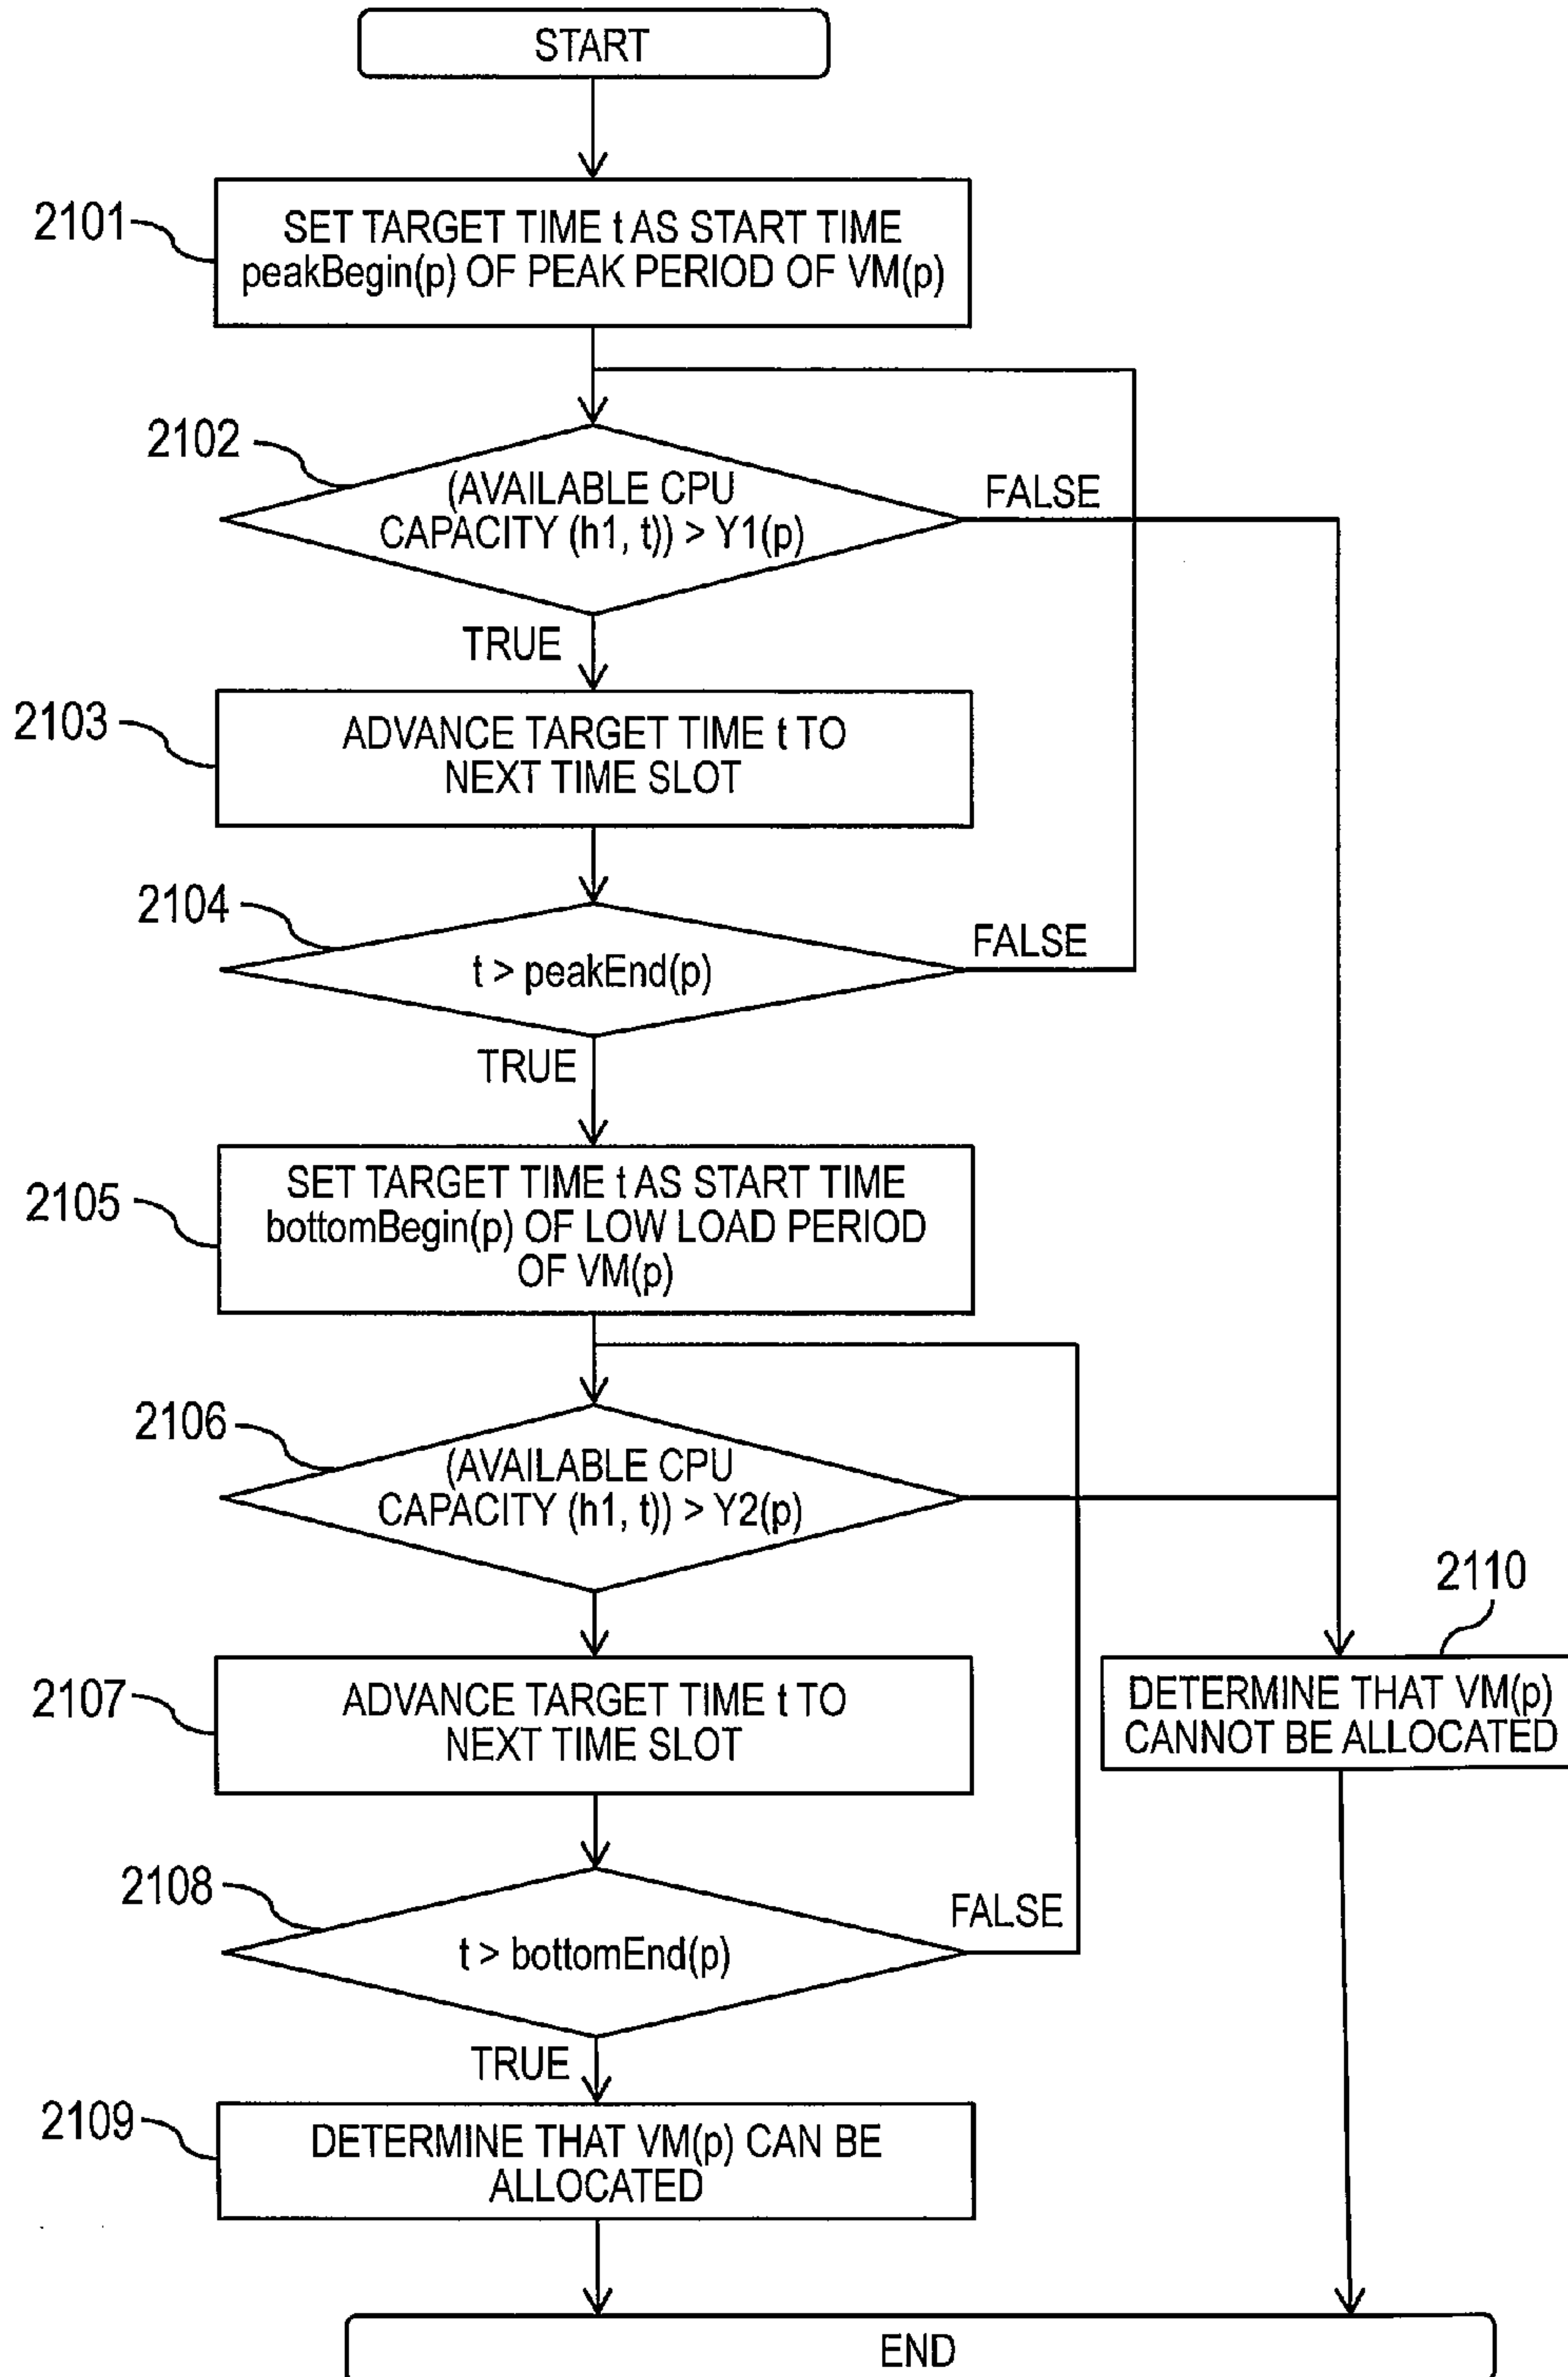 START
2101
SET TARGET TIME t AS START TIME
peakBegin(p) OF PEAK PERIOD OF VM(p)
2102
(AVAILABLE CPU
CAPACITY (h1, t)) > Y1(p)
FALSE
TRUE
2103
ADVANCE TARGET TIME t TO
NEXT TIME SLOT
2104
t > peakEnd(p)
FALSE
TRUE
2105
SET TARGET TIME t AS START TIME
bottomBegin(p) OF LOW LOAD PERIOD
OF VM(p)
2106
(AVAILABLE CPU
CAPACITY (h1, t)) > Y2(p)
2110
DETERMINE THAT VM(p)
CANNOT BE ALLOCATED
2107
ADVANCE TARGET TIME t TO
NEXT TIME SLOT
2108
t > bottomEnd(p)
FALSE
TRUE
2109
DETERMINE THAT VM(p) CAN BE
ALLOCATED
END